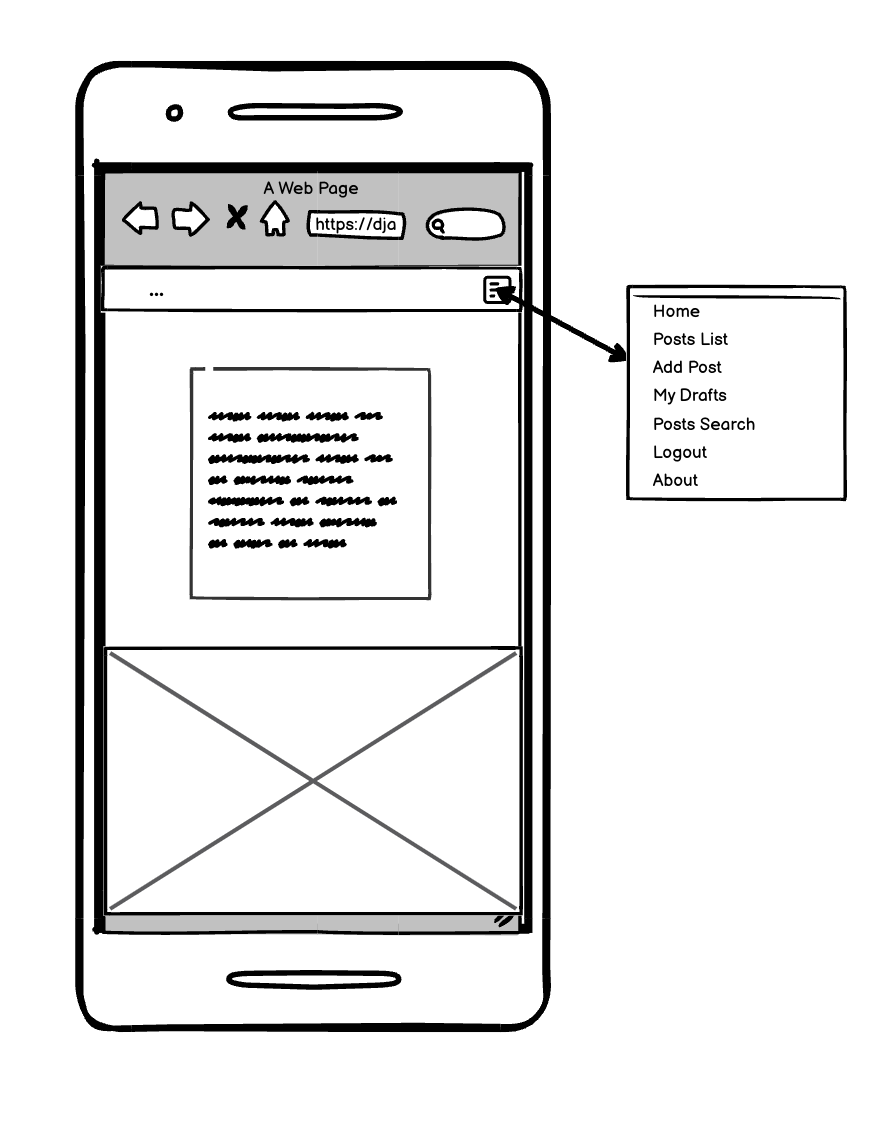 A Web Page
https://dja
...
Home
Posts List
Add Post
My Drafts
Posts Search
Logout
About